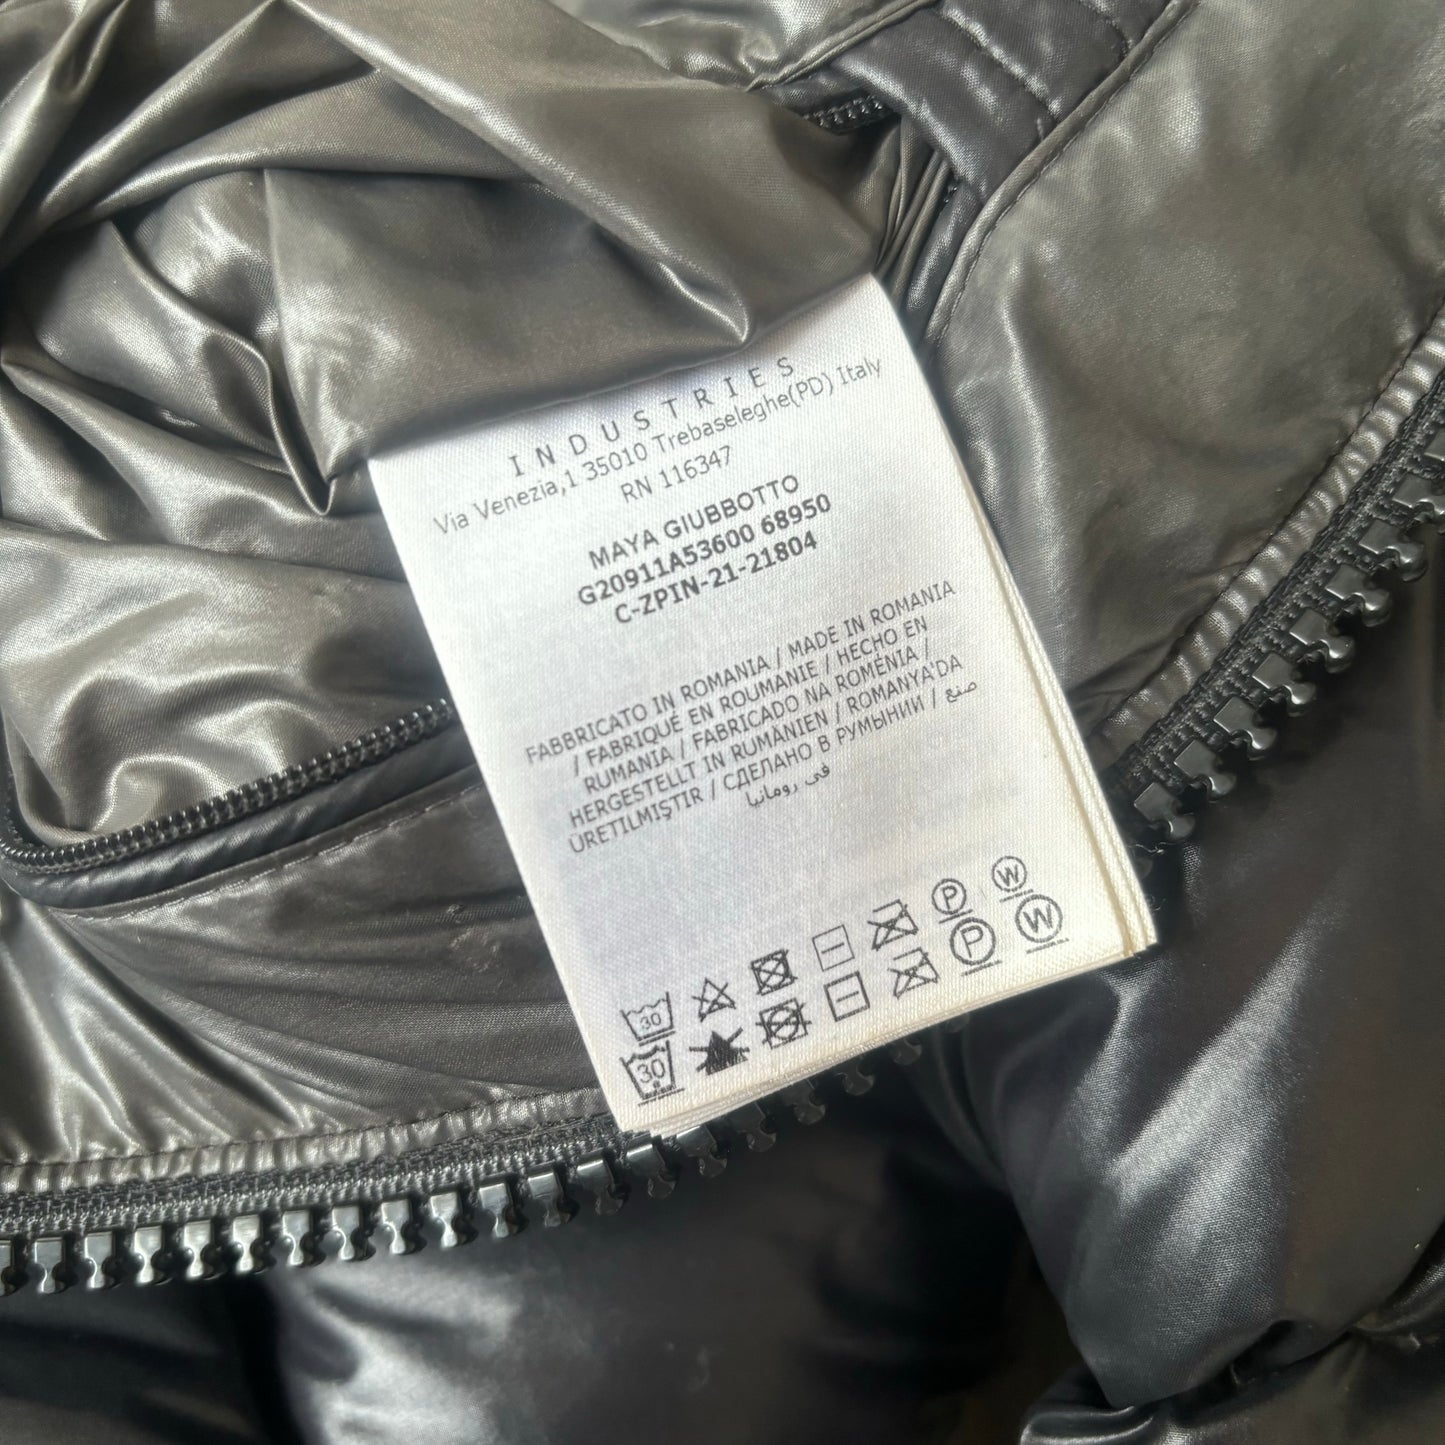 INDUSTRIES
Via Venezia,1 35010 Trebaseleghe(PD) Italy
RN 116347
MAYA GIUBBOTTO
G20911A53600 68950
C-ZPIN-21-21804
FABBRICATO IN ROMANIA / MADE IN ROMANIA
/ FABRIQUÉ EN ROUMANIE / HECHO EN
RUMANIA / FABRICADO NA ROMÉNIA /
HERGESTELLT IN RUMÄNIEN / ROMANYA'DA
ÜRETILMIŞTIR / СДЕЛАНО В РУМЫНИИ / صنع
في رومانيا
30 P W
30 P W